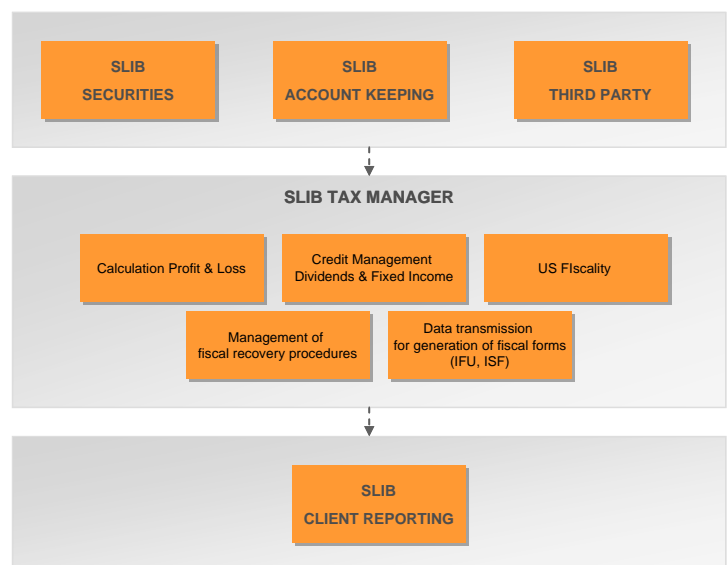 SLIB
SECURITIES
SLIB
ACCOUNT KEEPING
SLIB
THIRD PARTY
SLIB TAX MANAGER
Calculation Profit & Loss
Credit Management
Dividends & Fixed Income
US FIscality
Management of
fiscal recovery procedures
Data transmission
for generation of fiscal forms
(IFU, ISF)
SLIB
CLIENT REPORTING